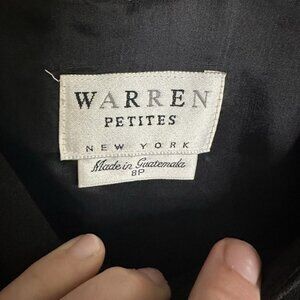 WARREN
PETITES
NEW YORK
Made in Guatemala
8P